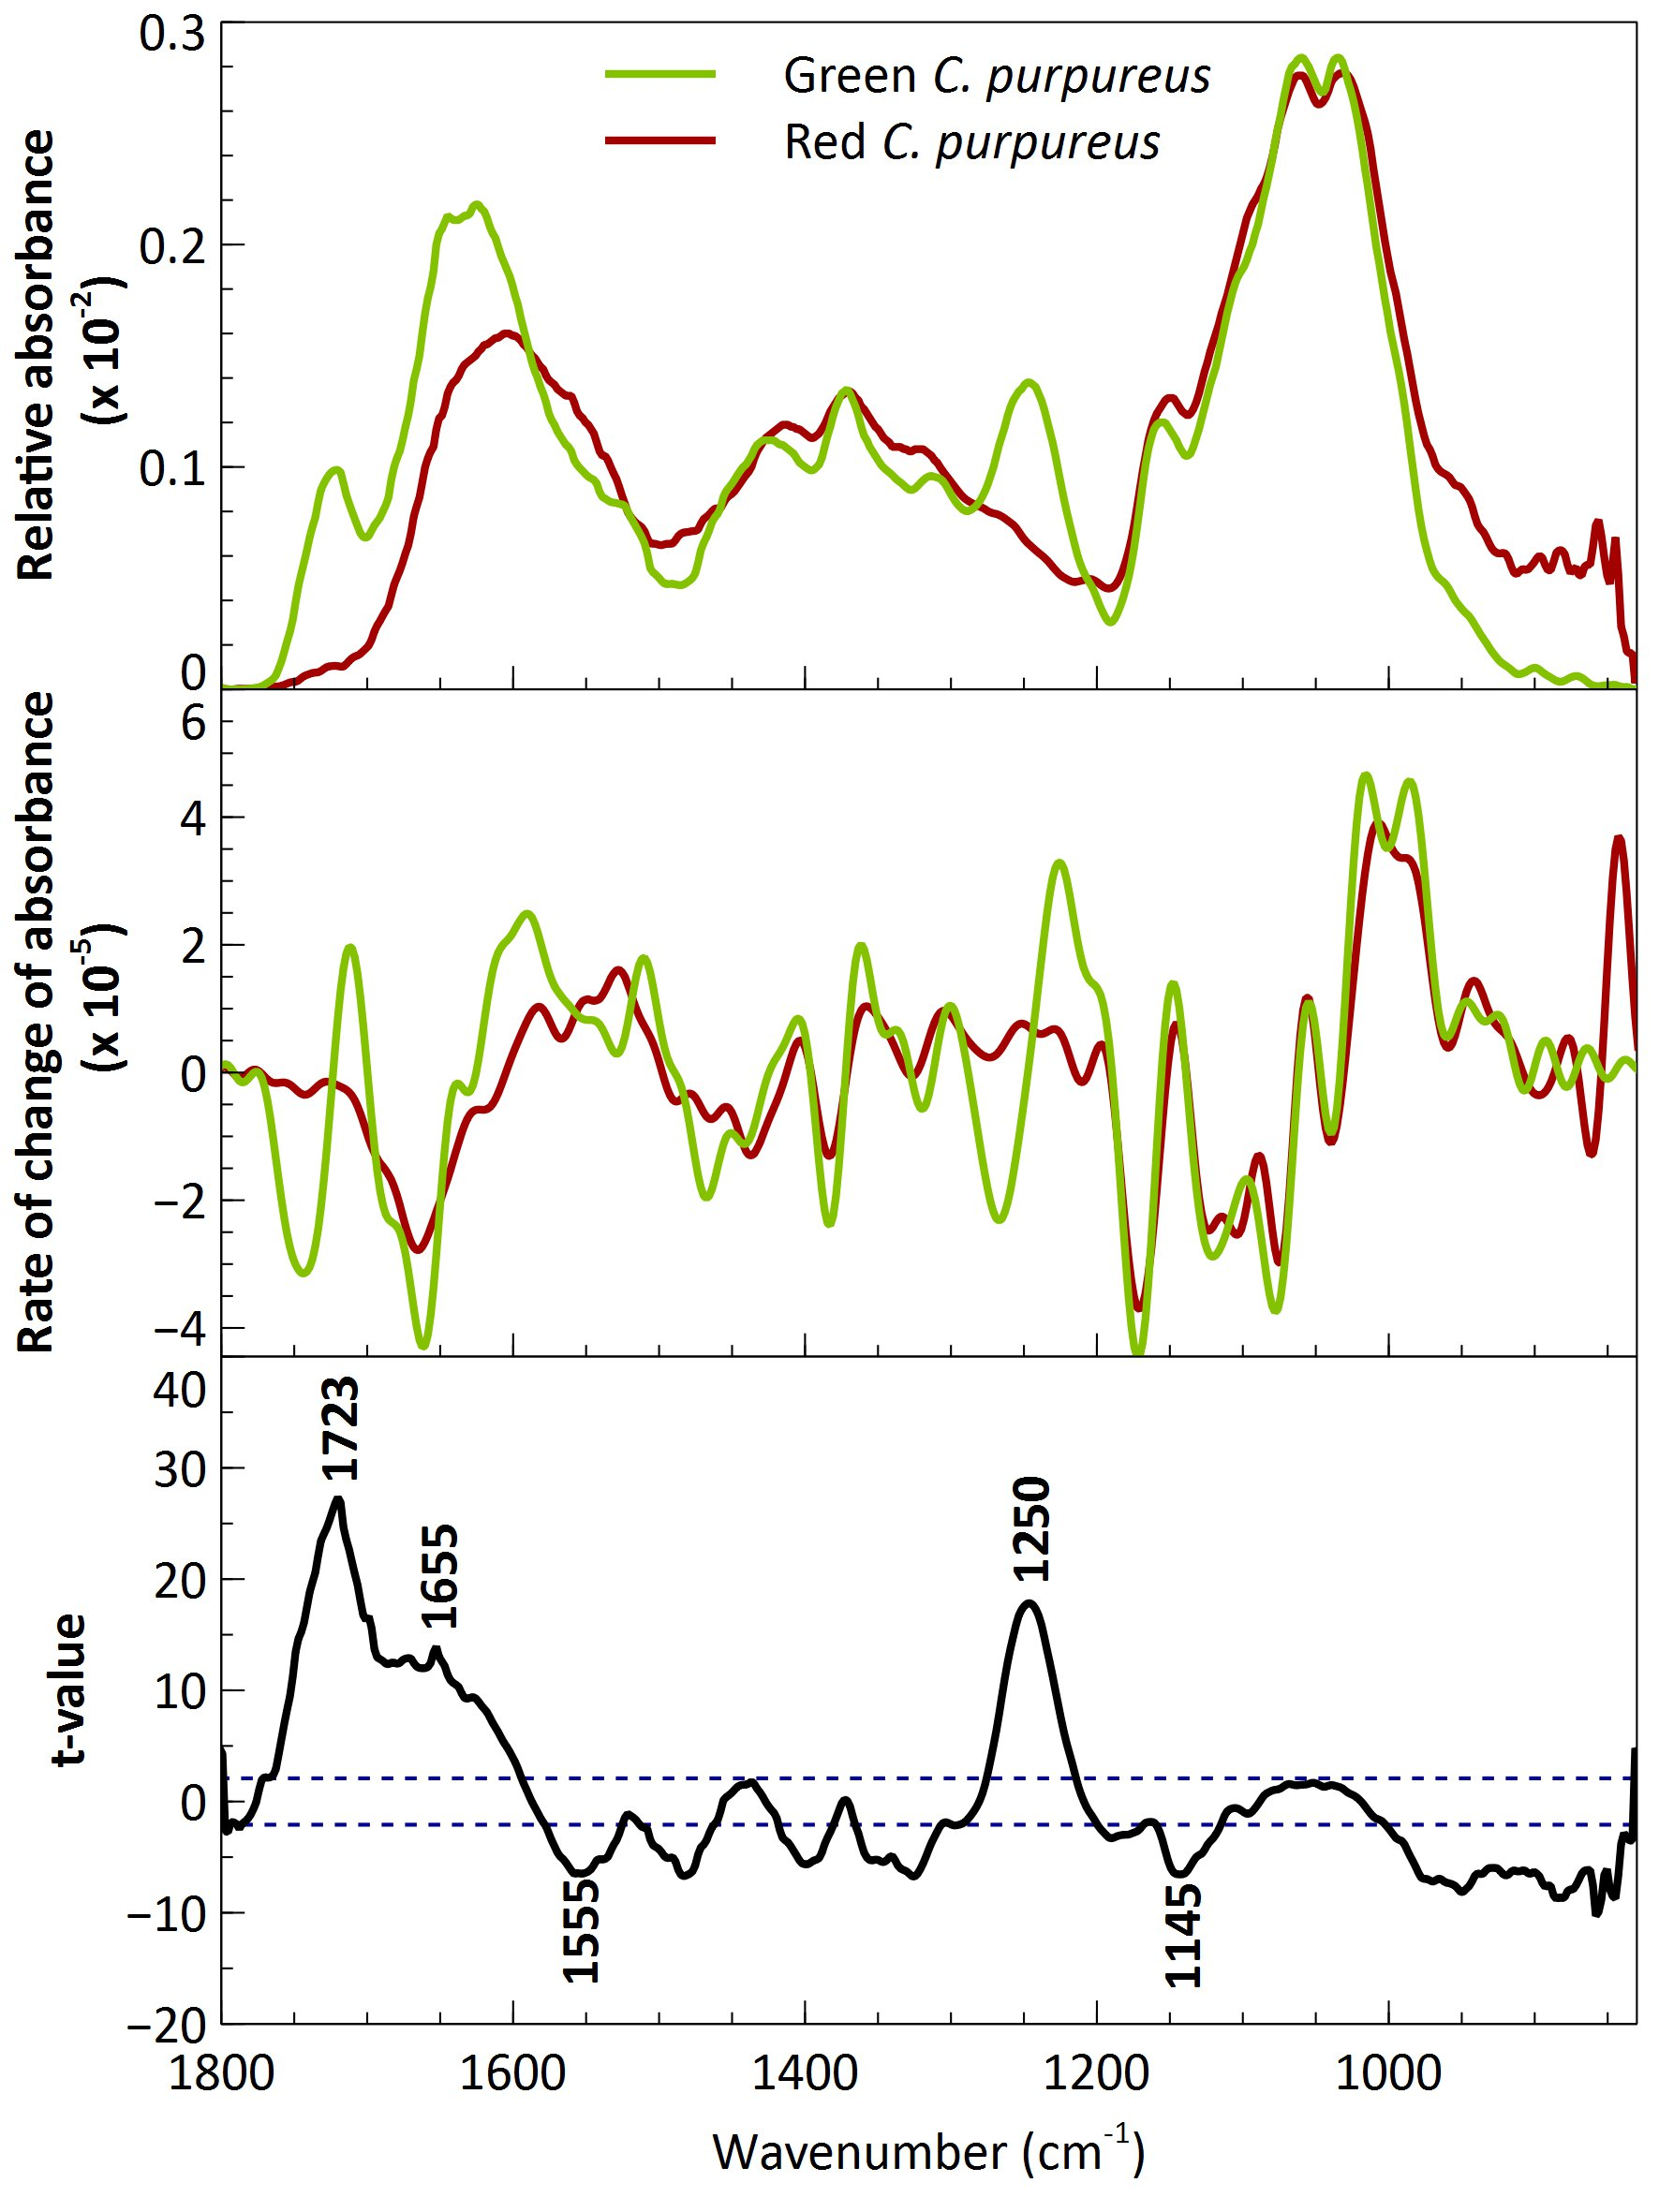 Relative absorbance
(x 10⁻²)
0.3
0.2
0.1
0
Green C. purpureus
Red C. purpureus
Rate of change of absorbance
(x 10⁻⁵)
6
4
2
0
−2
−4
t-value
40
30
20
10
0
−10
−20
1723
1655
1555
1250
1145
1800 1600 1400 1200 1000
Wavenumber (cm⁻¹)